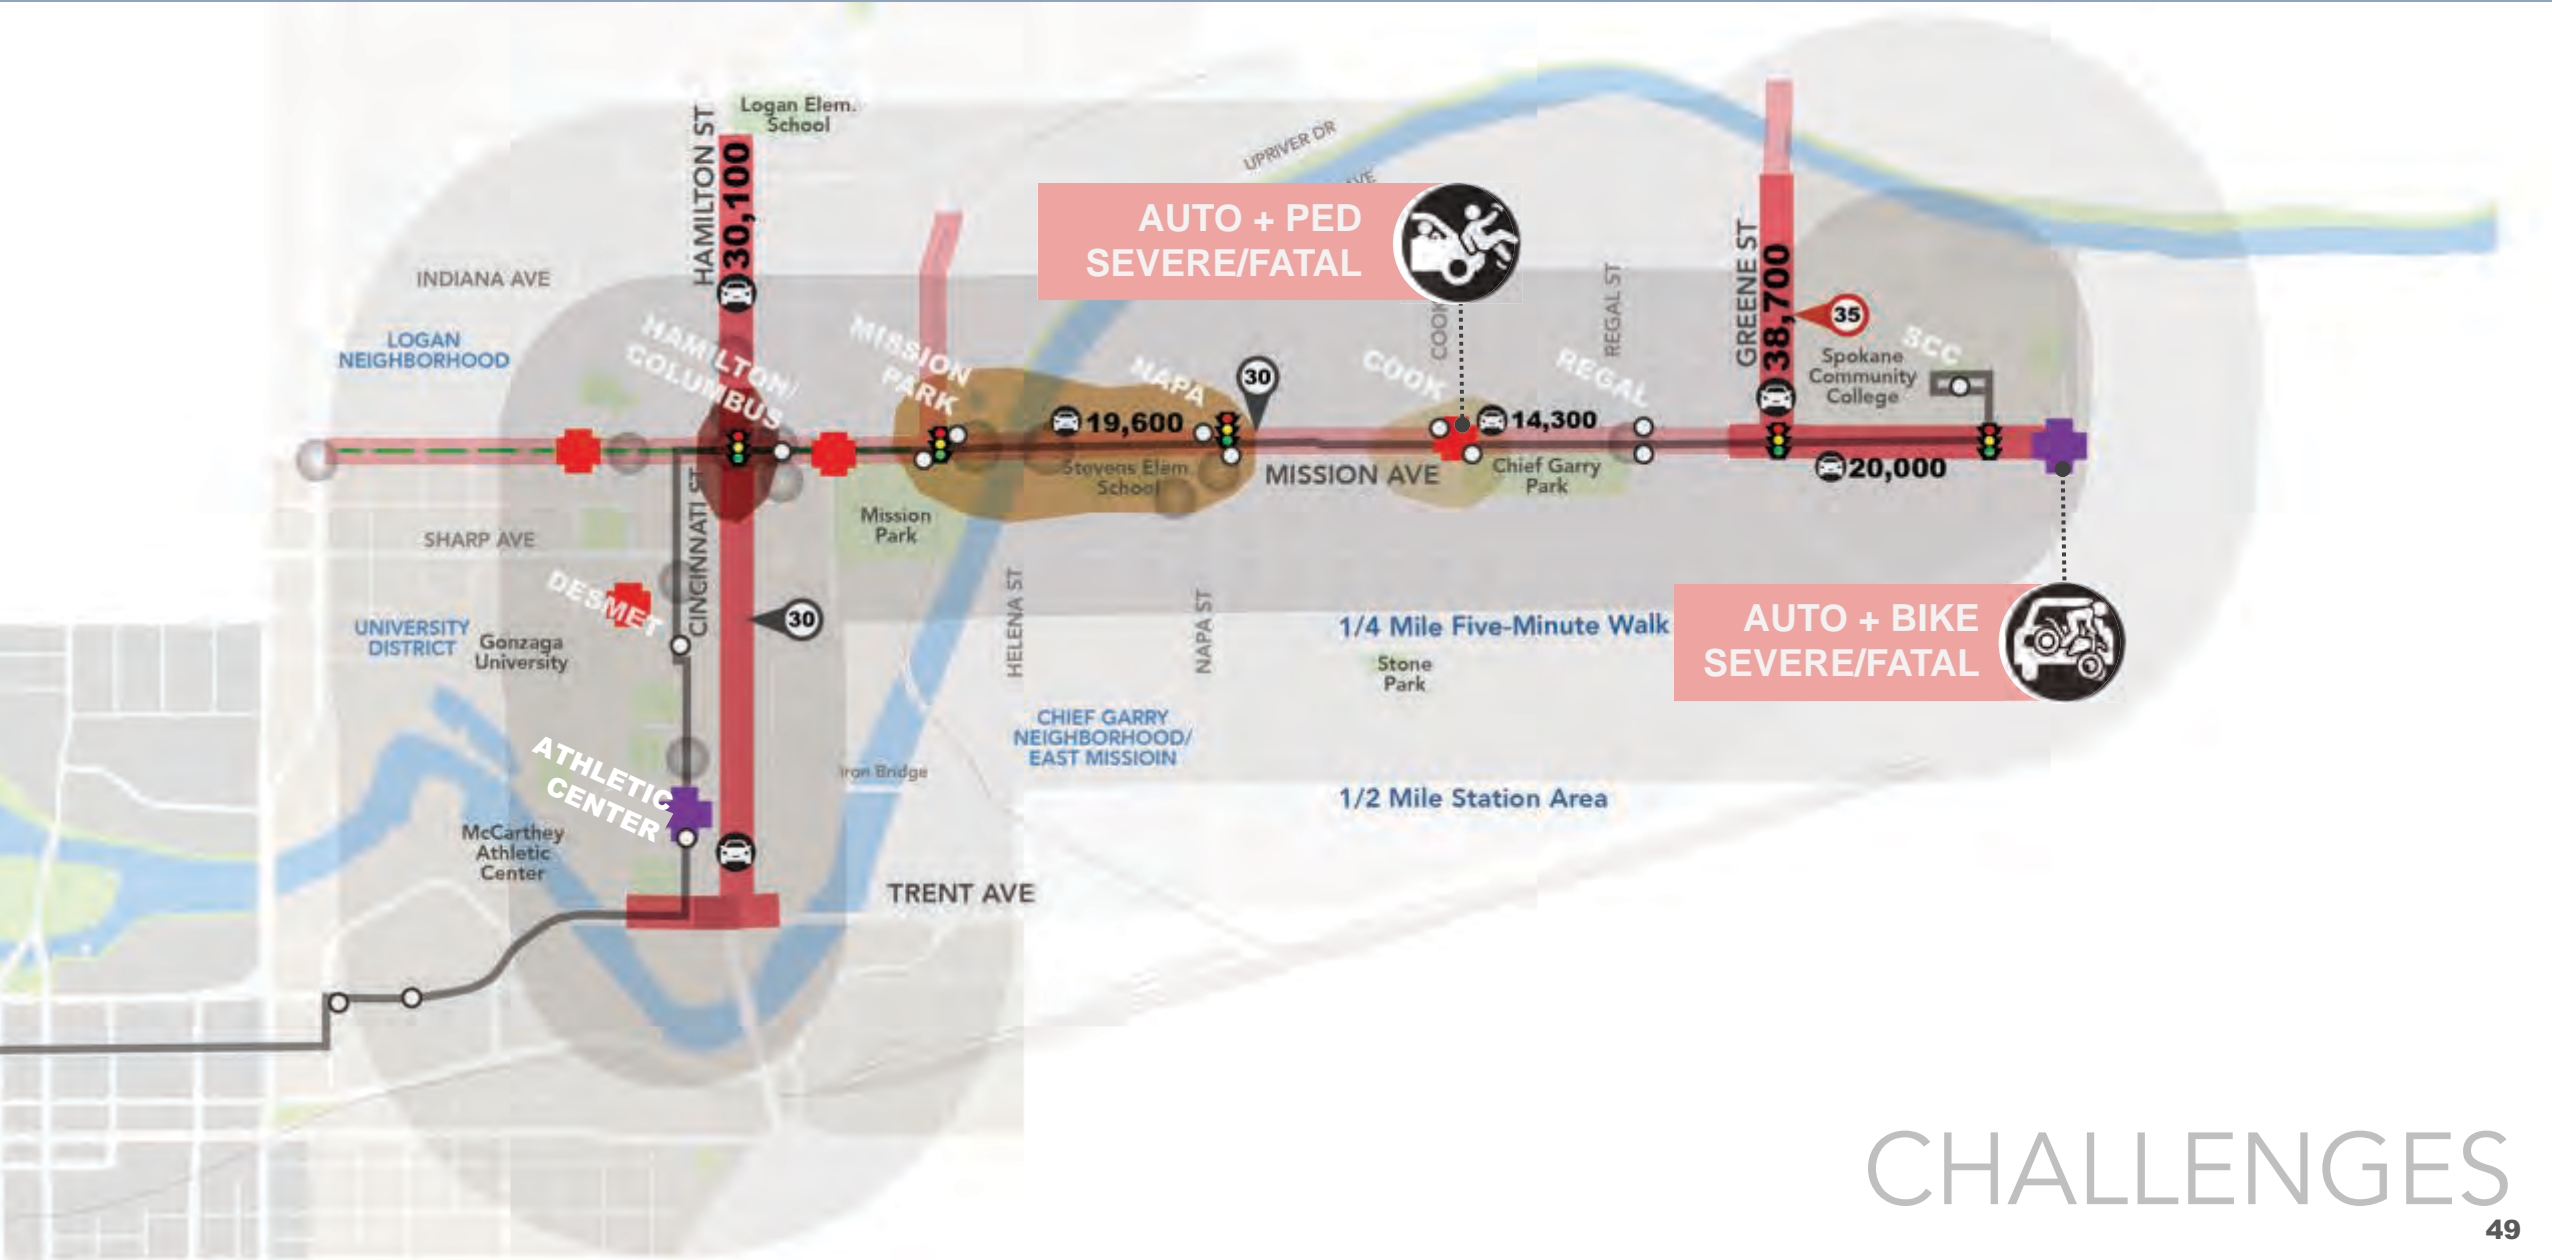 Logan Elem.
School
HAMILTON ST
30,100
UPRIVER DR
AVE
AUTO + PED
SEVERE/FATAL
INDIANA AVE
LOGAN
NEIGHBORHOOD
HAMILTON/
COLUMBUS
MISSION
PARK
NAPA
30
COOK
COOK
REGAL
REGAL ST
GREENE ST
38,700
35
SCC
Spokane
Community
College
19,600
14,300
20,000
Stevens Elem
School
MISSION AVE
Chief Garry
Park
Mission
Park
SHARP AVE
CINCINNATI ST
DESMET
UNIVERSITY
DISTRICT
Gonzaga
University
30
HELENA ST
NAPA ST
1/4 Mile Five-Minute Walk
Stone
Park
AUTO + BIKE
SEVERE/FATAL
CHIEF GARRY
NEIGHBORHOOD/
EAST MISSIOIN
Iron Bridge
ATHLETIC
CENTER
1/2 Mile Station Area
McCarthey
Athletic
Center
TRENT AVE
CHALLENGES
49